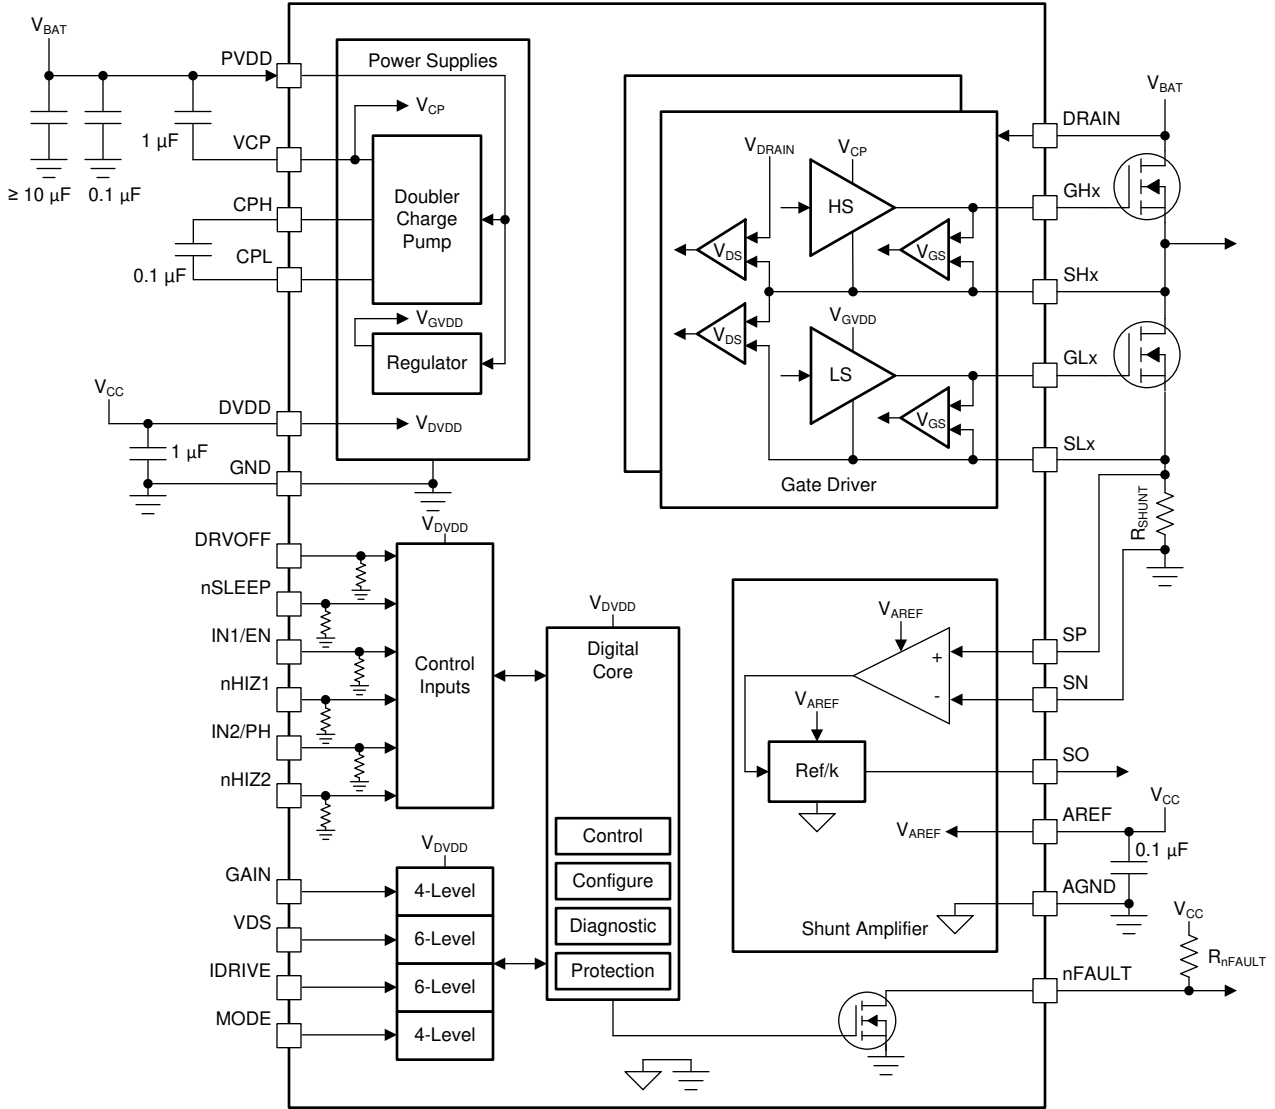 VBAT
PVDD
Power Supplies
VCP
1 µF
VCP
≥ 10 µF
0.1 µF
Doubler
Charge
Pump
CPH
CPL
0.1 µF
VGVDD
Regulator
VCC
DVDD
VDVDD
1 µF
GND
VBAT
DRAIN
VDRAIN
VCP
HS
GHx
VDS
VGS
SHx
VDS
VGVDD
LS
GLx
VGS
SLx
Gate Driver
RSHUNT
VDVDD
DRVOFF
nSLEEP
IN1/EN
nHIZ1
IN2/PH
nHIZ2
Control
Inputs
VDVDD
Digital
Core
Control
Configure
Diagnostic
Protection
VDVDD
GAIN
4-Level
VDS
6-Level
IDRIVE
6-Level
MODE
4-Level
VAREF
+
-
SP
SN
VAREF
Ref/k
SO
VCC
VAREF
AREF
0.1 µF
AGND
Shunt Amplifier
VCC
RnFAULT
nFAULT